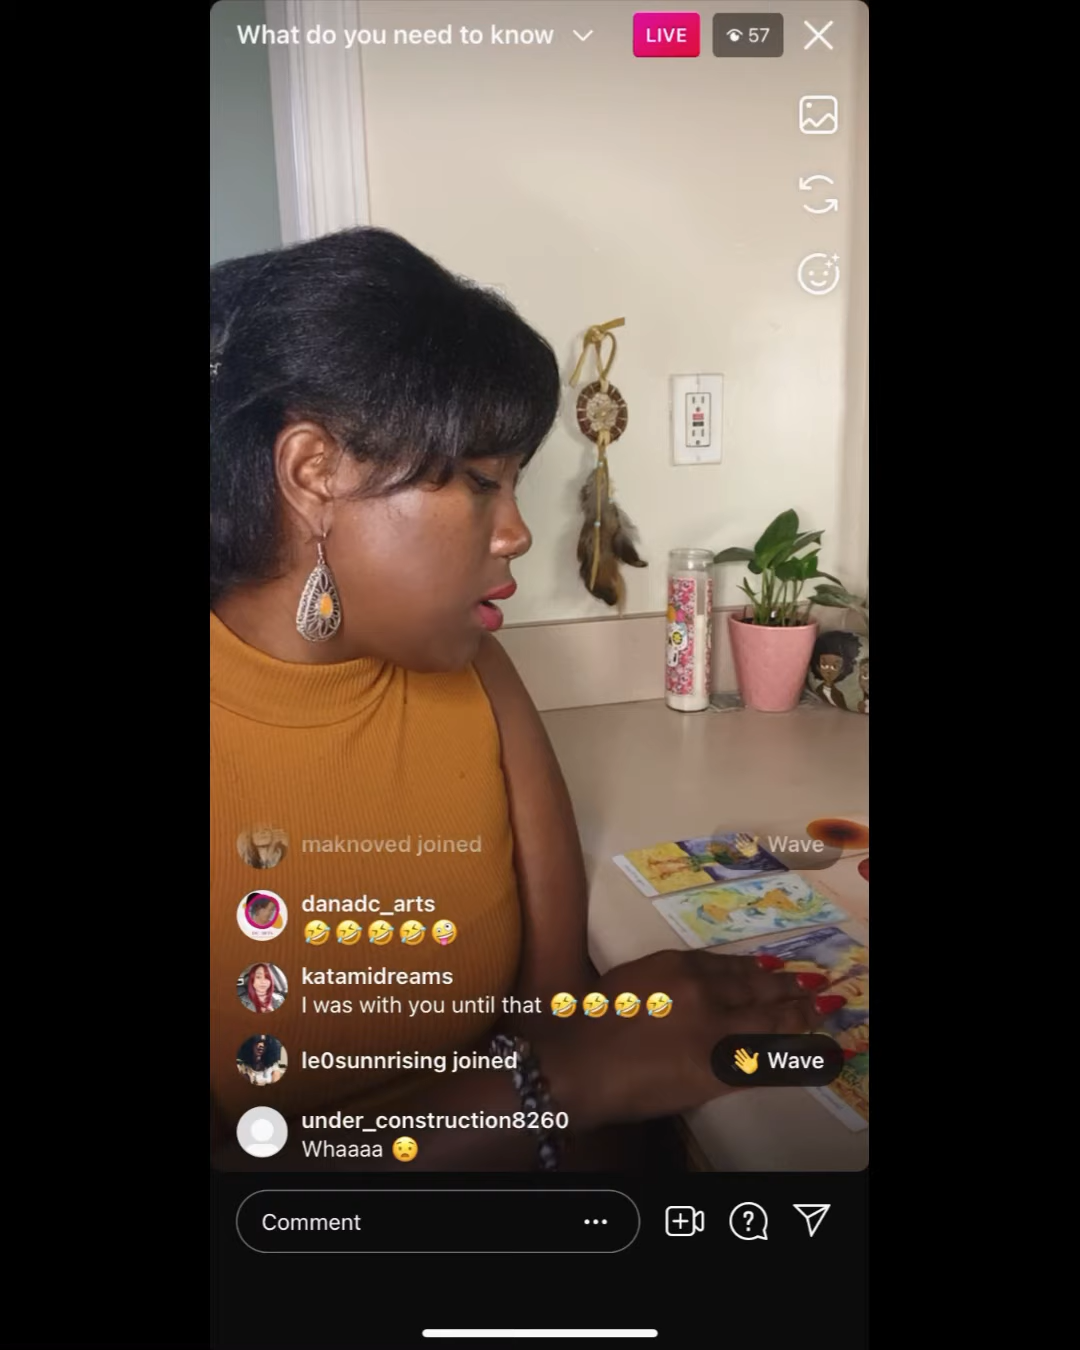 What do you need to know
LIVE
57
maknoved joined
Wave
danadc_arts
🤣🤣🤣🤣🤪
katamidreams
I was with you until that 🤣🤣🤣🤣
le0sunnrising joined
Wave
under_construction8260
Whaaaa 😧
Comment